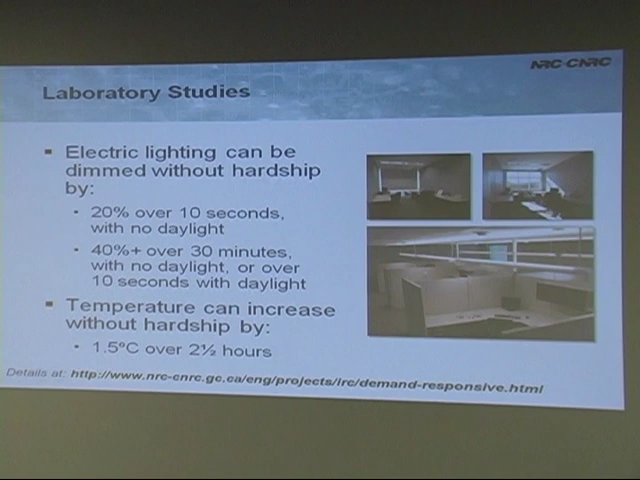 NRC-CNRC
Laboratory Studies
▪ Electric lighting can be
dimmed without hardship
by:
• 20% over 10 seconds,
with no daylight
• 40%+ over 30 minutes,
with no daylight, or over
10 seconds with daylight
▪ Temperature can increase
without hardship by:
• 1.5ºC over 2½ hours
Details at: http://www.nrc-cnrc.gc.ca/eng/projects/irc/demand-responsive.html